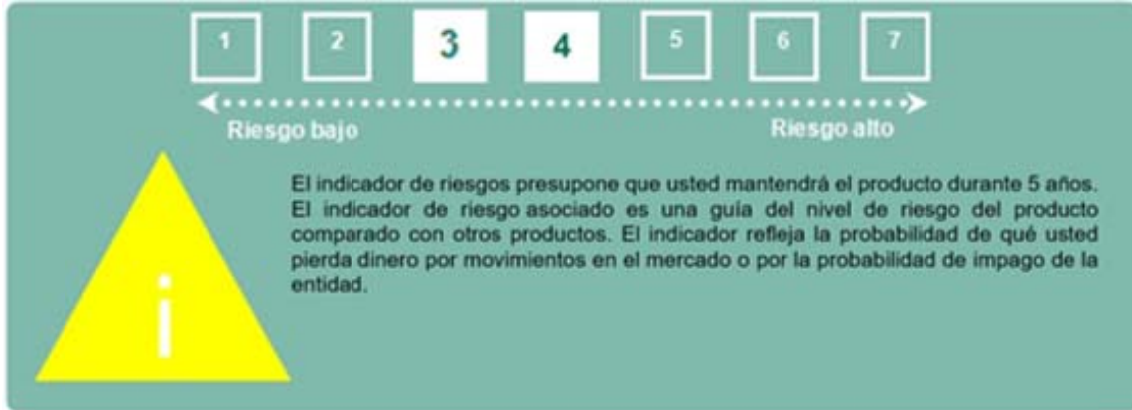 1 2 3 4 5 6 7
Riesgo bajo Riesgo alto
El indicador de riesgos presupone que usted mantendrá el producto durante 5 años.
El indicador de riesgo asociado es una guía del nivel de riesgo del producto
comparado con otros productos. El indicador refleja la probabilidad de qué usted
pierda dinero por movimientos en el mercado o por la probabilidad de impago de la
entidad.
i